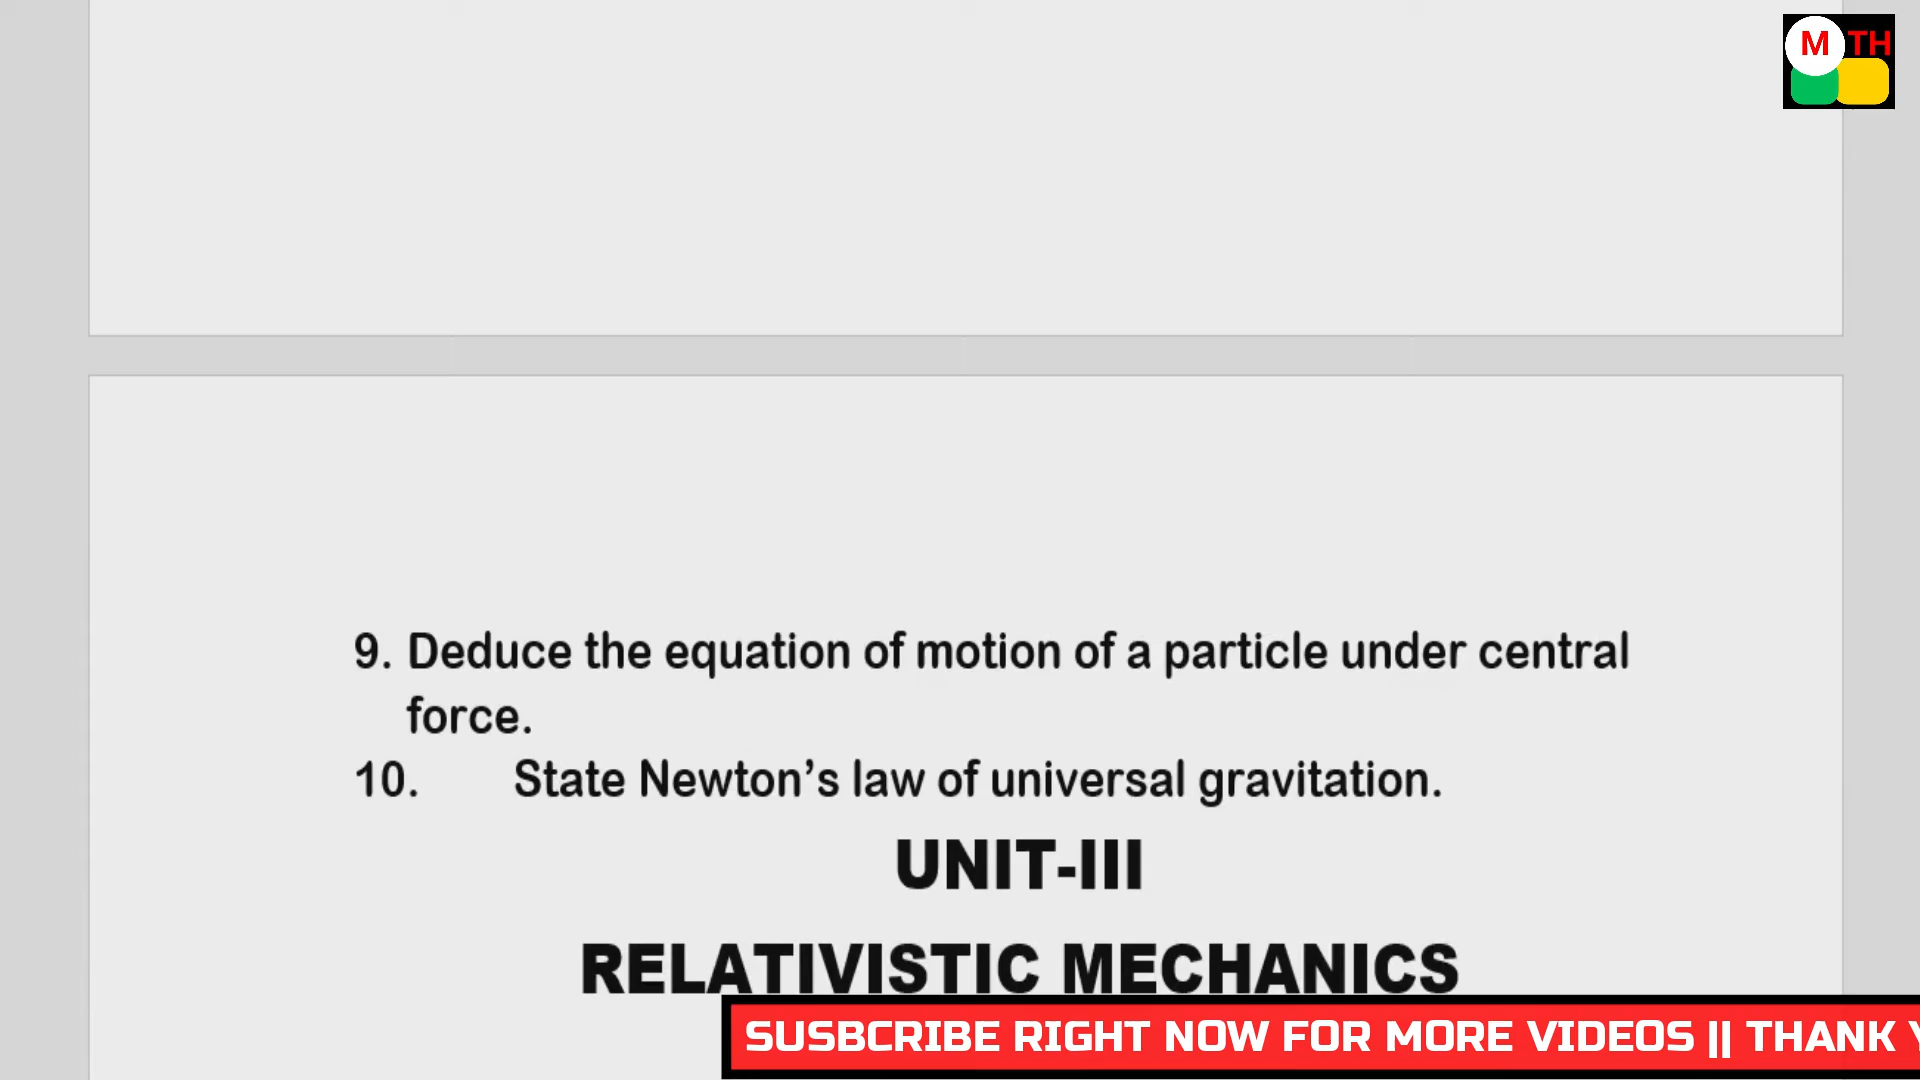 M TH
9. Deduce the equation of motion of a particle under central
force.
10. State Newton’s law of universal gravitation.
UNIT-III
RELATIVISTIC MECHANICS
SUSBCRIBE RIGHT NOW FOR MORE VIDEOS || THANK